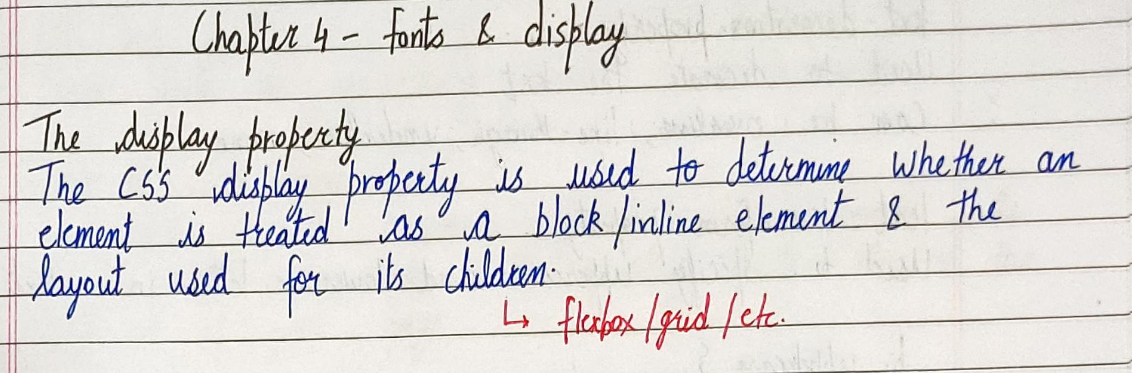 Chapter 4 - fonts & display
The display property
The CSS display property is used to determine whether an
element is treated as a block/inline element & the
layout used for its children.
↳ flexbox/grid/etc.